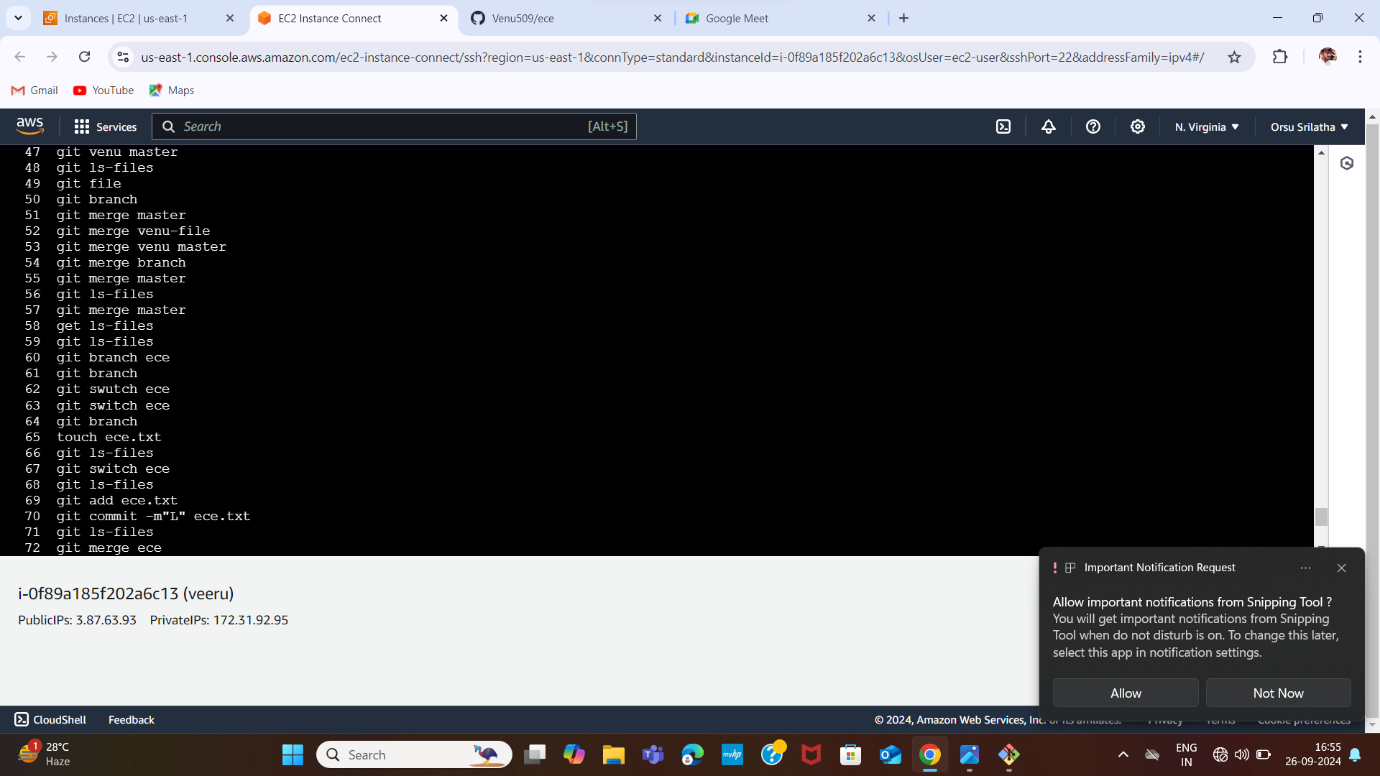 Instances | EC2 | us-east-1
EC2 Instance Connect
Venu509/ece
Google Meet
us-east-1.console.aws.amazon.com/ec2-instance-connect/ssh?region=us-east-1&connType=standard&instanceId=i-0f89a185f202a6c13&osUser=ec2-user&sshPort=22&addressFamily=ipv4#/
Gmail
YouTube
Maps
aws
Services
Search
[Alt+S]
N. Virginia
Orsu Srilatha
47 git venu master
48 git ls-files
49 git file
50 git branch
51 git merge master
52 git merge venu-file
53 git merge venu master
54 git merge branch
55 git merge master
56 git ls-files
57 git merge master
58 get ls-files
59 git ls-files
60 git branch ece
61 git branch
62 git swutch ece
63 git switch ece
64 git branch
65 touch ece.txt
66 git ls-files
67 git switch ece
68 git ls-files
69 git add ece.txt
70 git commit -m"L" ece.txt
71 git ls-files
72 git merge ece
i-0f89a185f202a6c13 (veeru)
PublicIPs: 3.87.63.93 PrivateIPs: 172.31.92.95
Important Notification Request
Allow important notifications from Snipping Tool ?
You will get important notifications from Snipping
Tool when do not disturb is on. To change this later,
select this app in notification settings.
Allow
Not Now
CloudShell
Feedback
© 2024, Amazon Web Services, Inc. or its affiliates.
Privacy
Terms
Cookie preferences
1
28°C
Haze
Search
myhp
ENG
IN
16:55
26-09-2024